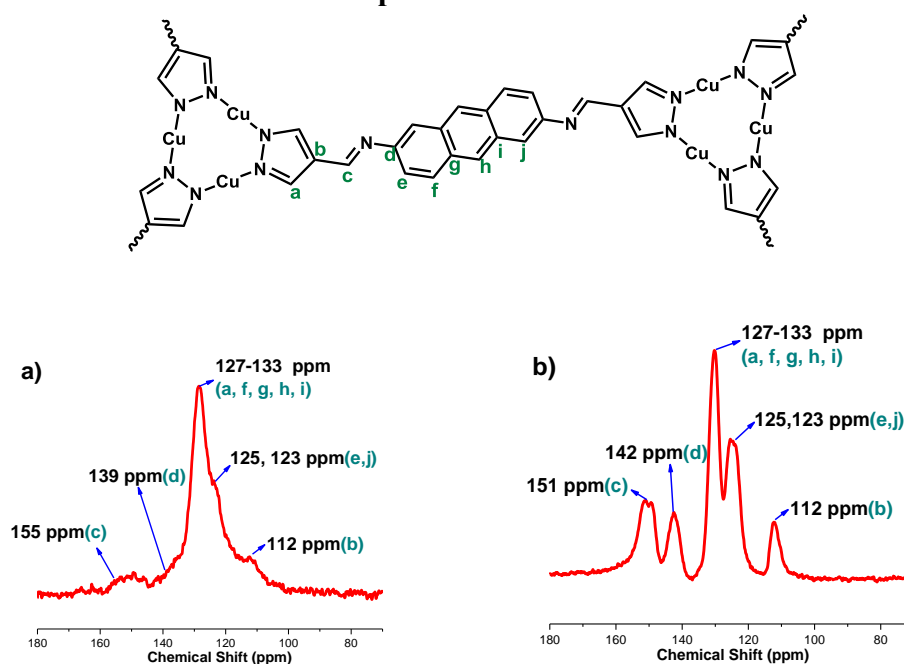 N N Cu
Cu Cu N N
Cu N N N N
Cu
b d i j
N N Cu N a c e f g h N N Cu N N
a)
127-133 ppm
(a, f, g, h, i)
125, 123 ppm(e,j)
139 ppm(d)
155 ppm(c)
112 ppm(b)
180 160 140 120 100 80
Chemical Shift (ppm)
b)
127-133 ppm
(a, f, g, h, i)
125,123 ppm(e,j)
142 ppm(d)
151 ppm(c)
112 ppm(b)
180 160 140 120 100 80
Chemical Shift (ppm)